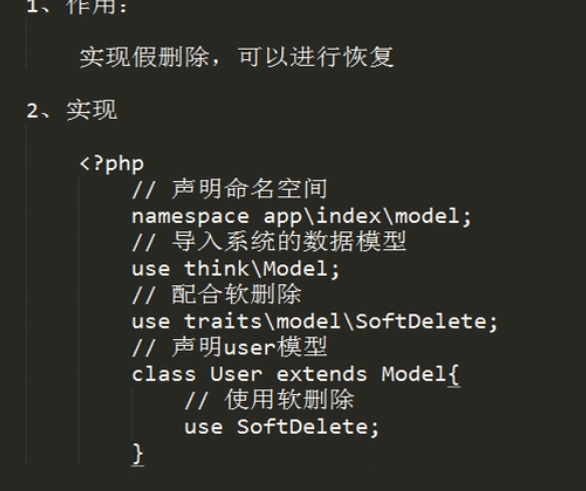 1、作用：
实现假删除，可以进行恢复
2、实现
<?php
// 声明命名空间
namespace app\index\model;
// 导入系统的数据模型
use think\Model;
// 配合软删除
use traits\model\SoftDelete;
// 声明user模型
class User extends Model{
// 使用软删除
use SoftDelete;
}